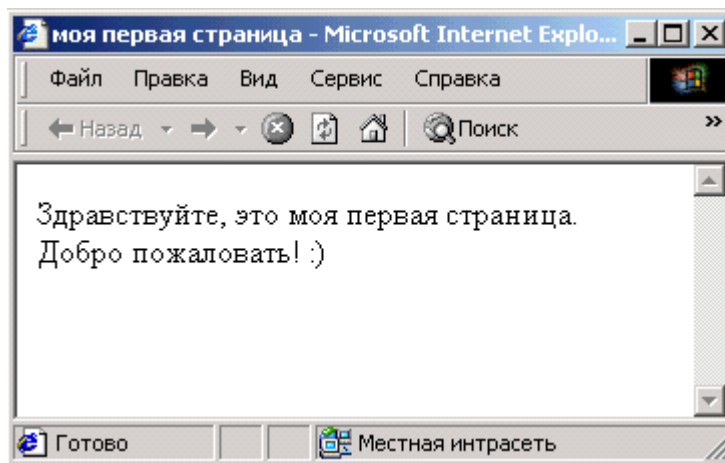 моя первая страница - Microsoft Internet Explo...
Файл Правка Вид Сервис Справка
Назад Поиск »
Здравствуйте, это моя первая страница.
Добро пожаловать! :)
Готово Местная интрасеть